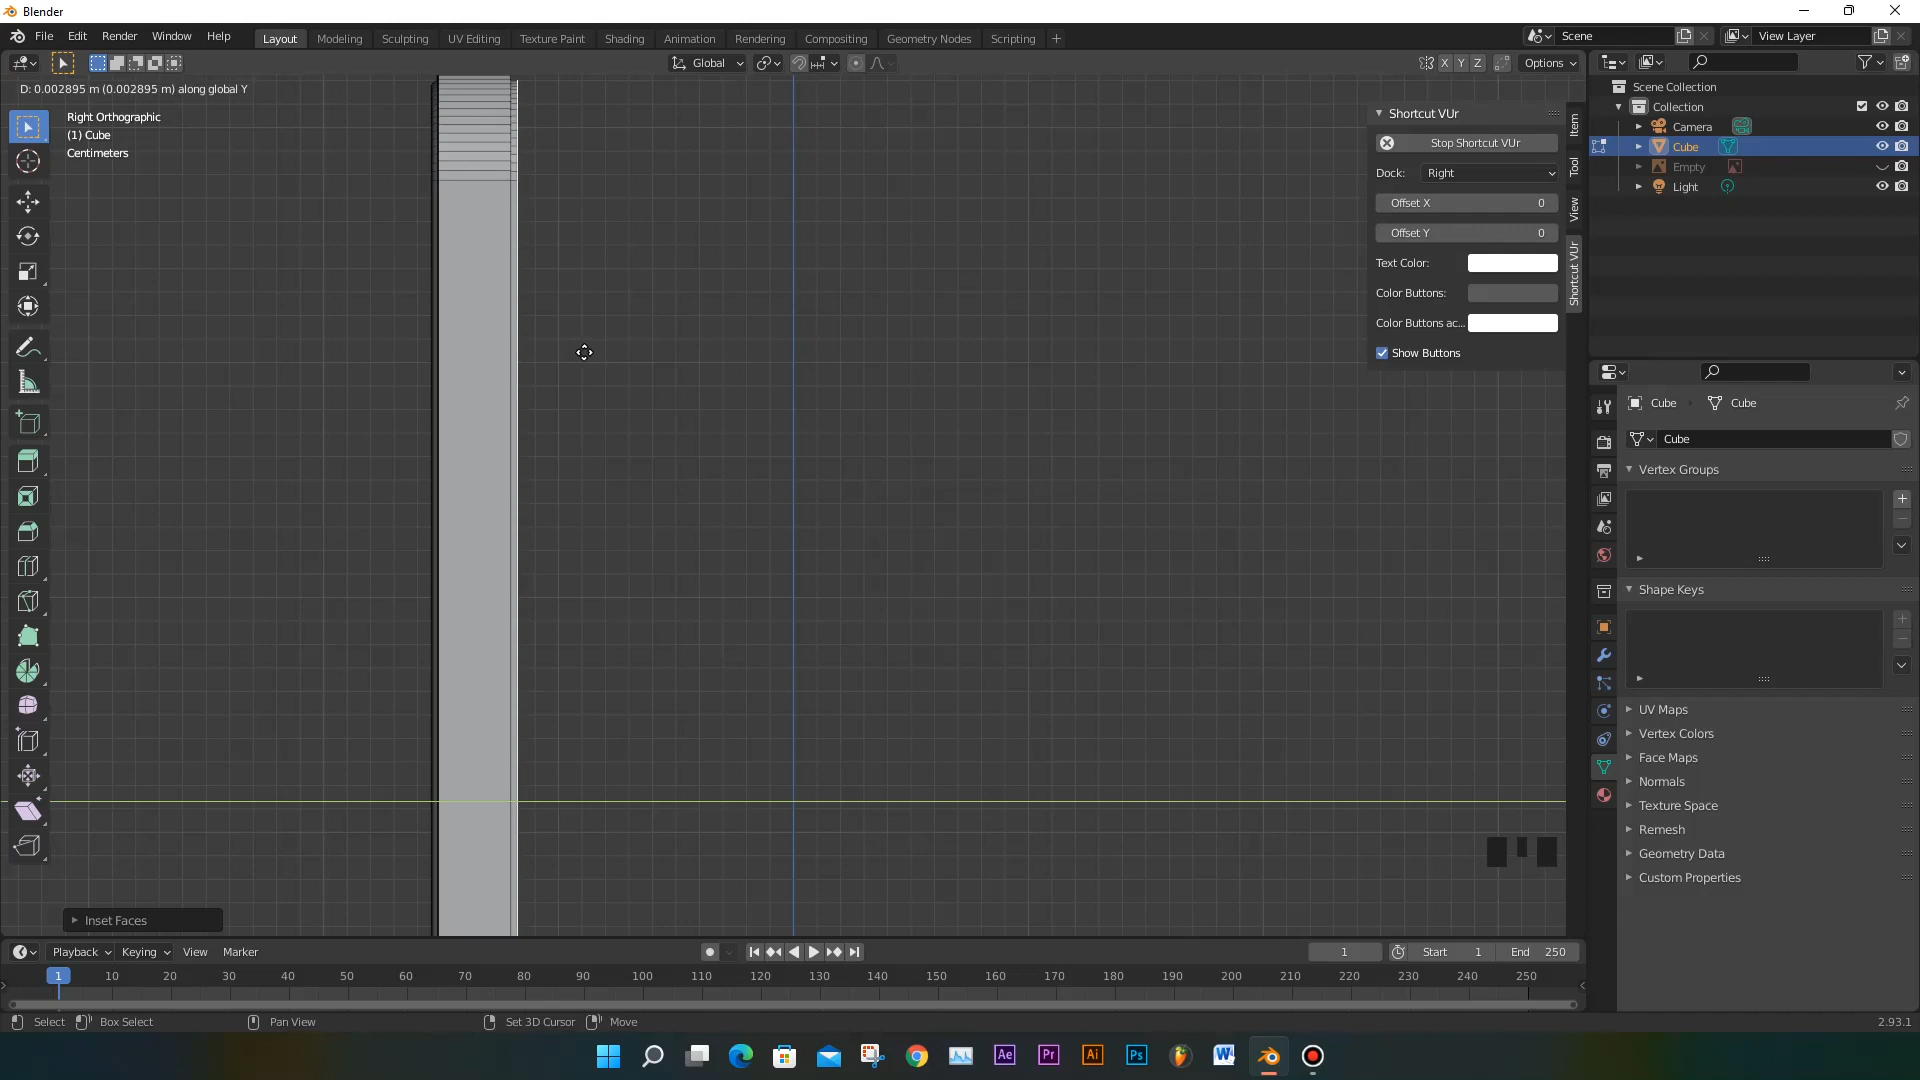 Blender
File Edit Render Window Help
Layout Modeling Sculpting UV Editing Texture Paint Shading Animation Rendering Compositing Geometry Nodes Scripting
Scene
View Layer
Global
X Y Z
Options
D: 0.002895 m (0.002895 m) along global Y
Right Orthographic
(1) Cube
Centimeters
Shortcut VUr
Stop Shortcut VUr
Dock: Right
Offset X 0
Offset Y 0
Text Color:
Color Buttons:
Color Buttons ac...
Show Buttons
Item
Tool
View
Shortcut VUr
Scene Collection
Collection
Camera
Cube
Empty
Light
Cube Cube
Cube
Vertex Groups
Shape Keys
UV Maps
Vertex Colors
Face Maps
Normals
Texture Space
Remesh
Geometry Data
Custom Properties
Inset Faces
Playback Keying View Marker
1 Start 1 End 250
1 10 20 30 40 50 60 70 80 90 100 110 120 130 140 150 160 170 180 190 200 210 220 230 240 250
Select Box Select Pan View Set 3D Cursor Move
2.93.1
Ae Pr Ai Ps W